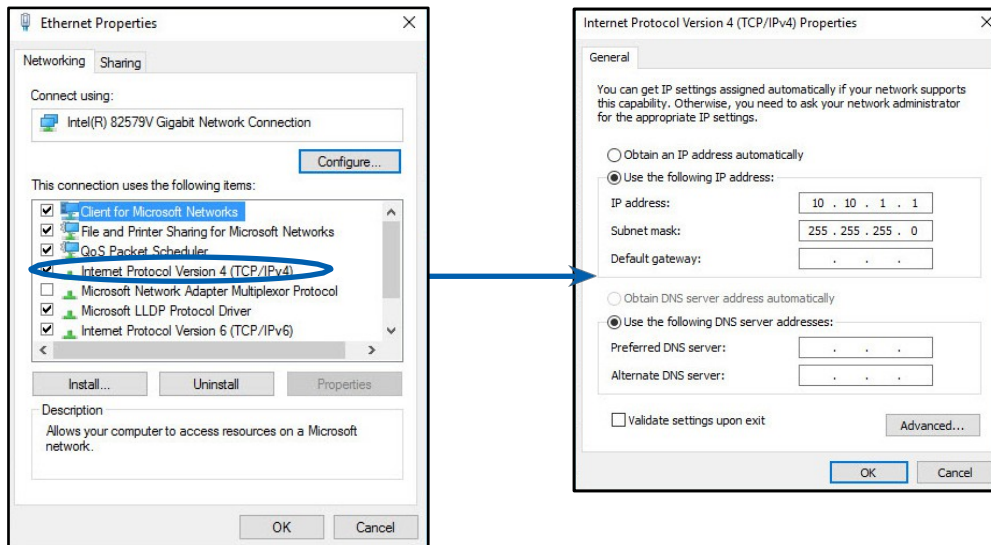 Ethernet Properties
Networking
Sharing
Connect using:
Intel(R) 82579V Gigabit Network Connection
Configure...
This connection uses the following items:
Client for Microsoft Networks
File and Printer Sharing for Microsoft Networks
QoS Packet Scheduler
Internet Protocol Version 4 (TCP/IPv4)
Microsoft Network Adapter Multiplexor Protocol
Microsoft LLDP Protocol Driver
Internet Protocol Version 6 (TCP/IPv6)
Install...
Uninstall
Properties
Description
Allows your computer to access resources on a Microsoft
network.
OK
Cancel
Internet Protocol Version 4 (TCP/IPv4) Properties
General
You can get IP settings assigned automatically if your network supports
this capability. Otherwise, you need to ask your network administrator
for the appropriate IP settings.
Obtain an IP address automatically
Use the following IP address:
IP address: 10 . 10 . 1 . 1
Subnet mask: 255 . 255 . 255 . 0
Default gateway: . . .
Obtain DNS server address automatically
Use the following DNS server addresses:
Preferred DNS server: . . .
Alternate DNS server: . . .
Validate settings upon exit
Advanced...
OK
Cancel